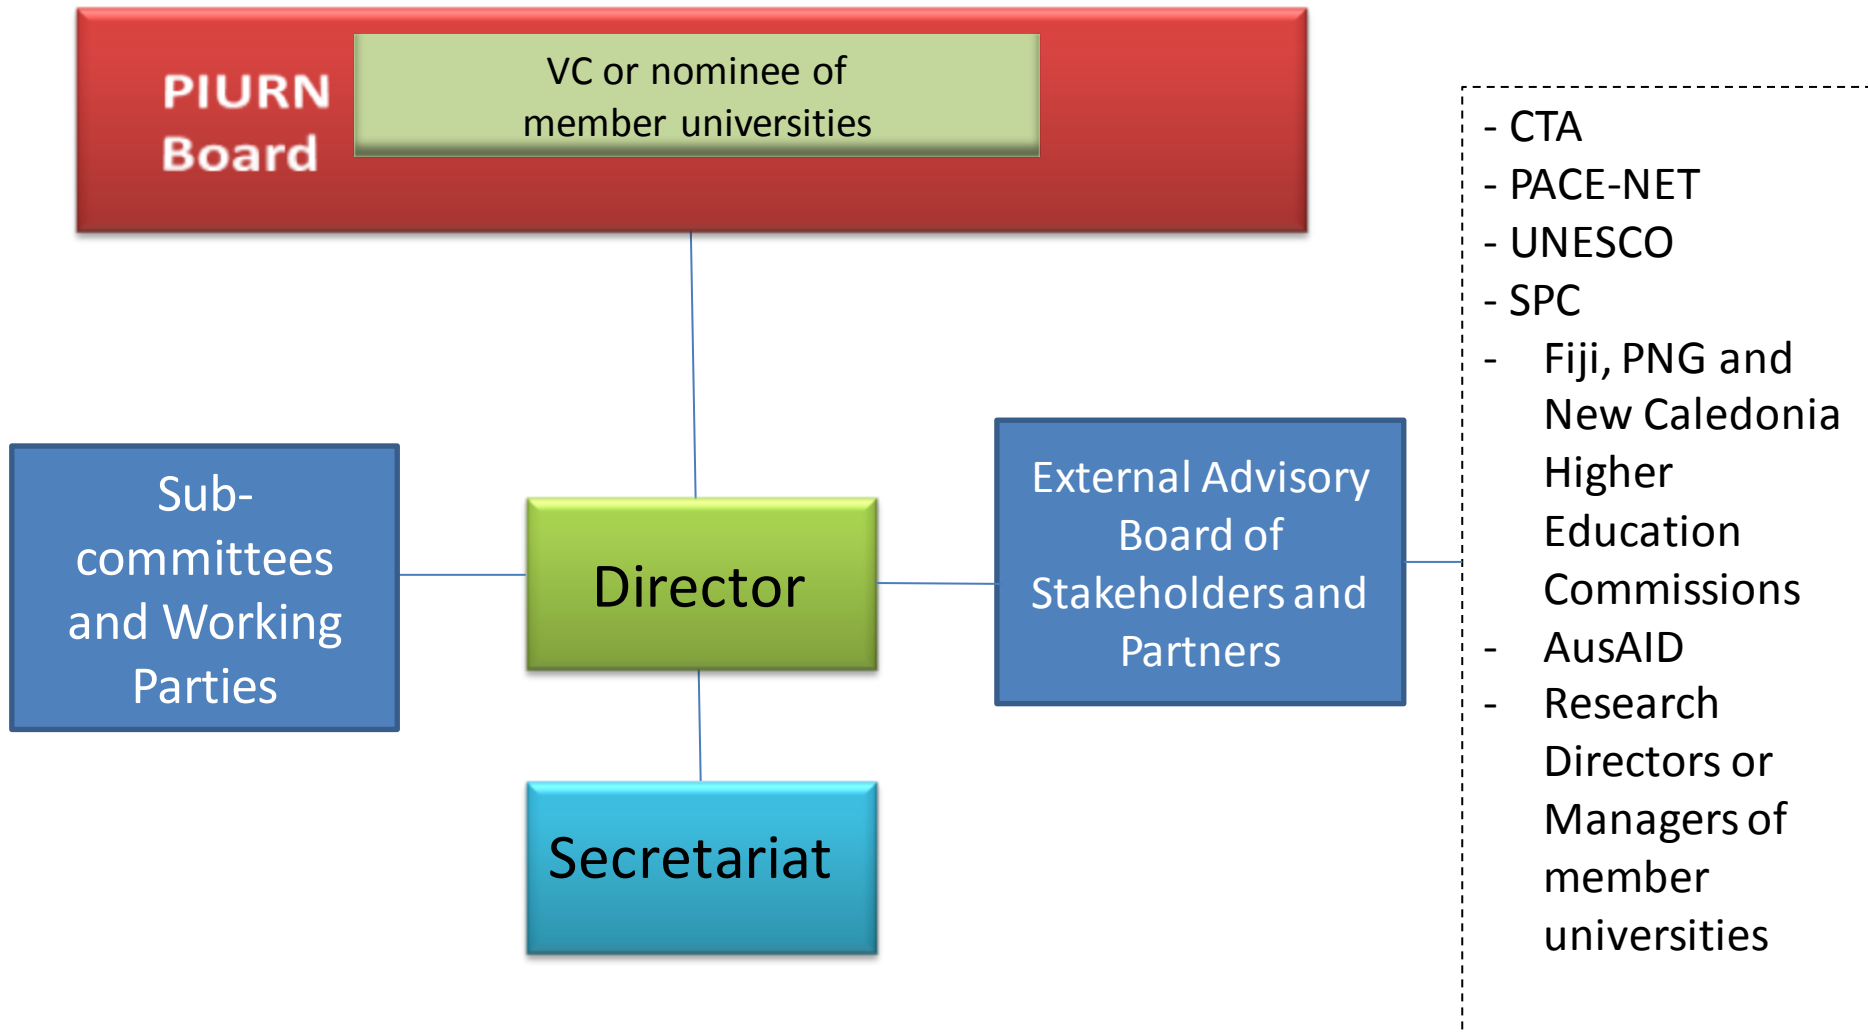 PIURN
Board
VC or nominee of
member universities
Sub-
committees
and Working
Parties
Director
External Advisory
Board of
Stakeholders and
Partners
Secretariat
- CTA
- PACE-NET
- UNESCO
- SPC
- Fiji, PNG and
New Caledonia
Higher
Education
Commissions
- AusAID
- Research
Directors or
Managers of
member
universities